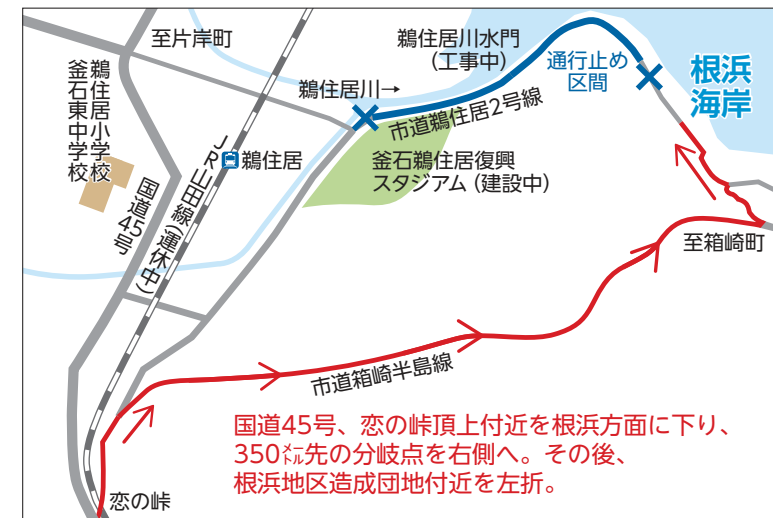 至片岸町
鵜住居川水門
(工事中)
通行止め
区間
根浜
海岸
鵜住居川→
市道鵜住居2号線
鵜住居小学校
釜石東中学校
鵜住居
釜石鵜住居復興
スタジアム (建設中)
国道45号
JR山田線(運休中)
至箱崎町
市道箱崎半島線
国道45号、恋の峠頂上付近を根浜方面に下り、
350㍍先の分岐点を右側へ。その後、
根浜地区造成団地付近を左折。
恋の峠